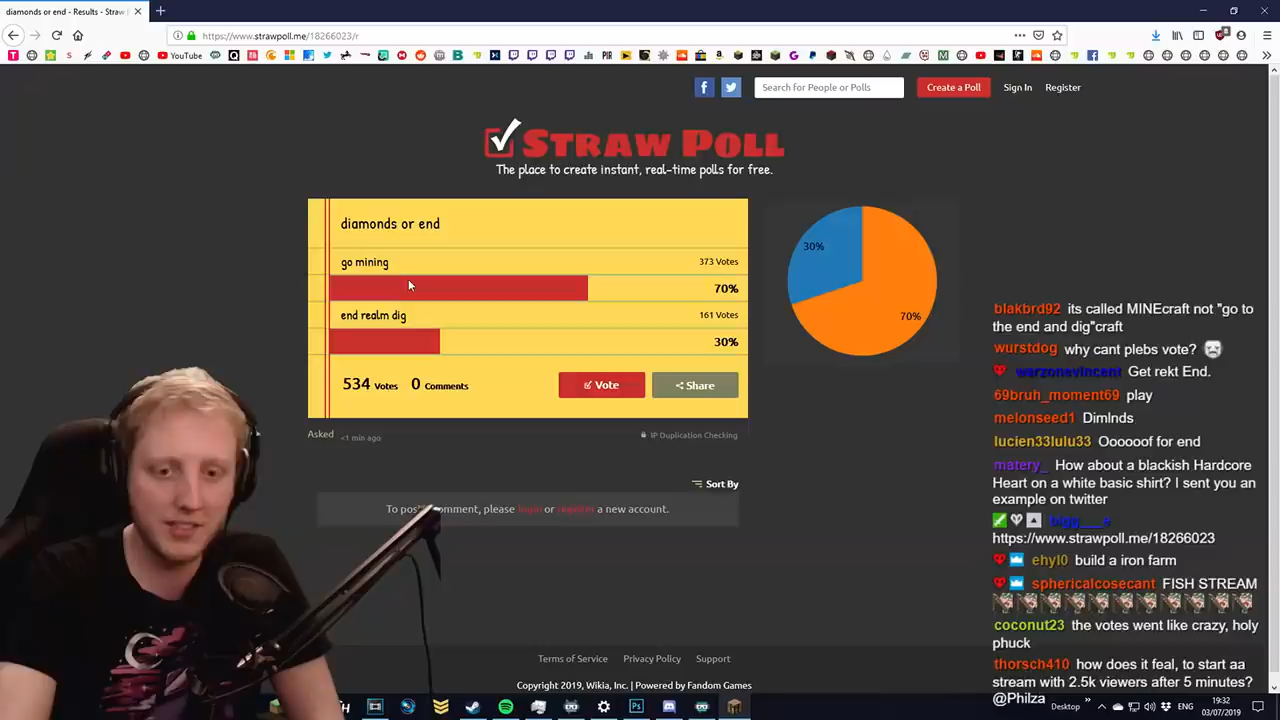 diamonds or end - Results - Straw
https://www.strawpoll.me/18266023/r
YouTube
PIR
Search for People or Polls
Create a Poll
Sign In
Register
STRAW POLL
The place to create instant, real-time polls for free.
diamonds or end
go mining
373 Votes
70%
end realm dig
161 Votes
30%
534 Votes
0 Comments
Vote
Share
30%
70%
Asked
<1 min ago
IP Duplication Checking
Sort By
To post comment, please login or register a new account.
blakbrd92 its called MINEcraft not "go to
the end and dig"craft
wurstdog why cant plebs vote?
warzonevincent Get rekt End.
69bruh_moment69 play
melonseed1 Dimlnds
lucien33lulu33 Oooooof for end
matery_ How about a blackish Hardcore
Heart on a white basic shirt? I sent you an
example on twitter
bigg___e
https://www.strawpoll.me/18266023
ehyl0 build a iron farm
sphericalcosecant FISH STREAM
coconut23 the votes went like crazy, holy
phuck
thorsch410 how does it feal, to start aa
stream with 2.5k viewers after 5 minutes?
@Philza
Terms of Service
Privacy Policy
Support
Copyright 2019, Wikia, Inc. | Powered by Fandom Games
Desktop
ENG
19:32
03/07/2019